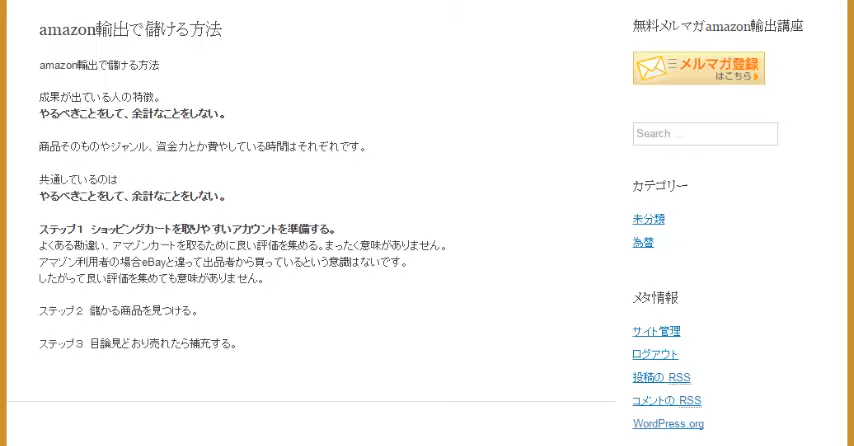 amazon輸出で儲ける方法
amazon輸出で儲ける方法
成果が出ている人の特徴。
やるべきことをして、余計なことをしない。
商品そのものやジャンル、資金力とか費やしている時間はそれぞれです。
共通しているのは
やるべきことをして、余計なことをしない。
ステップ１ ショッピングカートを取りやすいアカウントを準備する。
よくある勘違い、アマゾンカートを取るために良い評価を集める。まったく意味がありません。
アマゾン利用者の場合eBayと違って出品者から買っているという意識はないです。
したがって良い評価を集めても意味がありません。
ステップ２ 儲かる商品を見つける。
ステップ３ 目論見どおり売れたら補充する。
無料メルマガamazon輸出講座
メルマガ登録
はこちら
Search …
カテゴリー
未分類
為替
メタ情報
サイト管理
ログアウト
投稿の RSS
コメントの RSS
WordPress.org